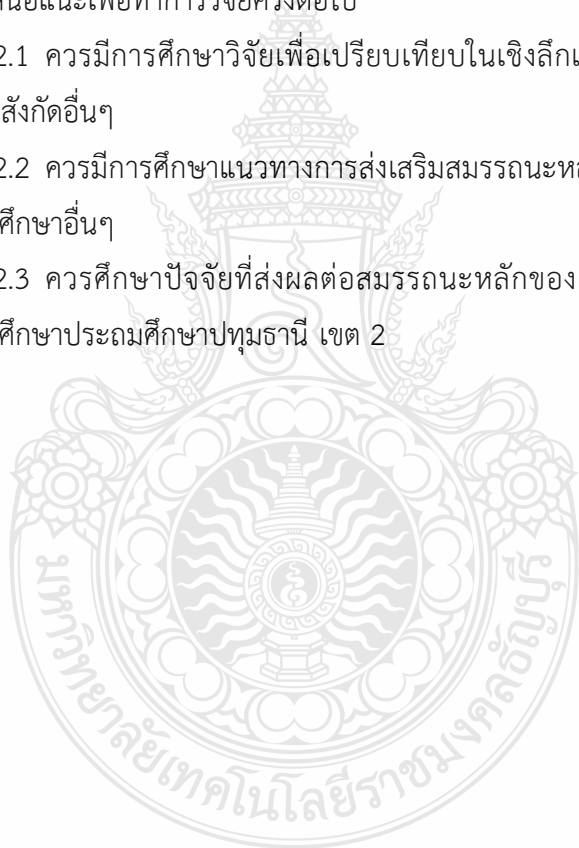 นอแนะเพื่อทำการวิจัยครั้งต่อไป
2.1 ควรมีการศึกษาวิจัยเพื่อเปรียบเทียบในเชิงลึก
สังกัดอื่นๆ
2.2 ควรมีการศึกษาแนวทางการส่งเสริมสมรรถนะ
ศึกษาอื่นๆ
2.3 ควรศึกษาปัจจัยที่ส่งผลต่อสมรรถนะหลักของ
ศึกษาประถมศึกษาปทุมธานี เขต 2
มหาวิทยาลัยเทคโนโลยีราชมงคลธัญบุรี